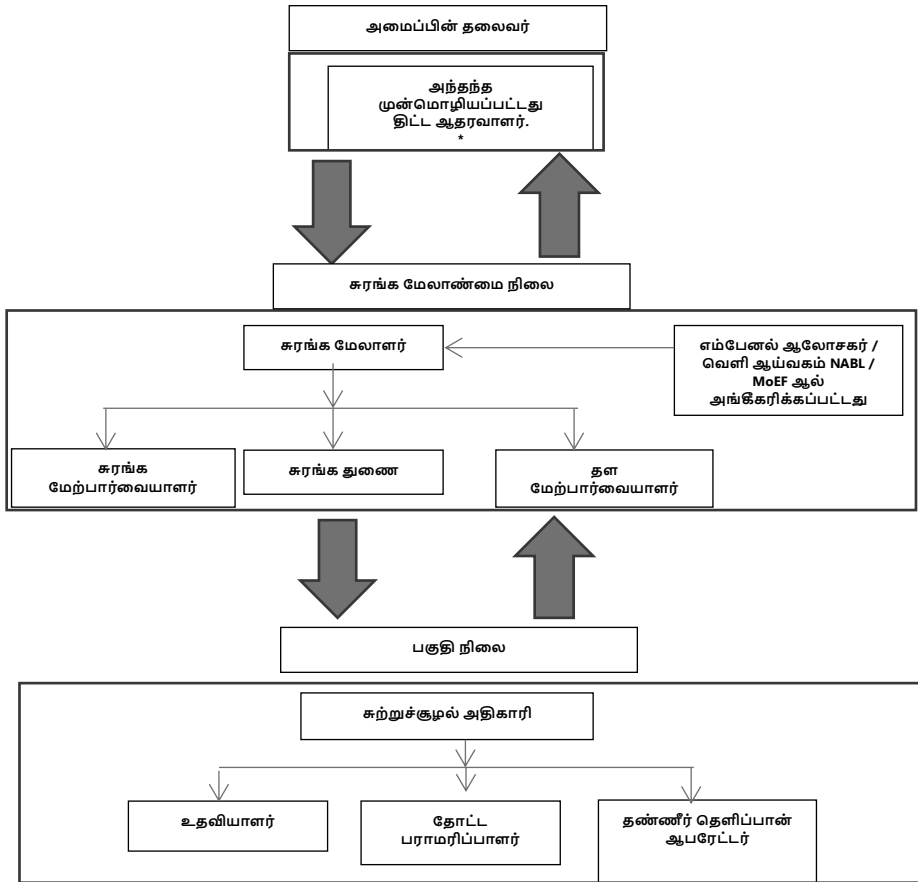 அமைப்பின் தலைவர்
அந்தந்த
முன்மொழியப்பட்டது
திட்ட ஆதரவாளர்.
*
சுரங்க மேலாண்மை நிலை
சுரங்க மேலாளர்
எம்பேனல் ஆலோசகர் /
வெளி ஆய்வகம் NABL /
MoEF ஆல்
அங்கீகரிக்கப்பட்டது
சுரங்க
மேற்பார்வையாளர்
சுரங்க துணை
தள
மேற்பார்வையாளர்
பகுதி நிலை
சுற்றுச்சூழல் அதிகாரி
உதவியாளர்
தோட்ட
பராமரிப்பாளர்
தண்ணீர் தெளிப்பான்
ஆபரேட்டர்